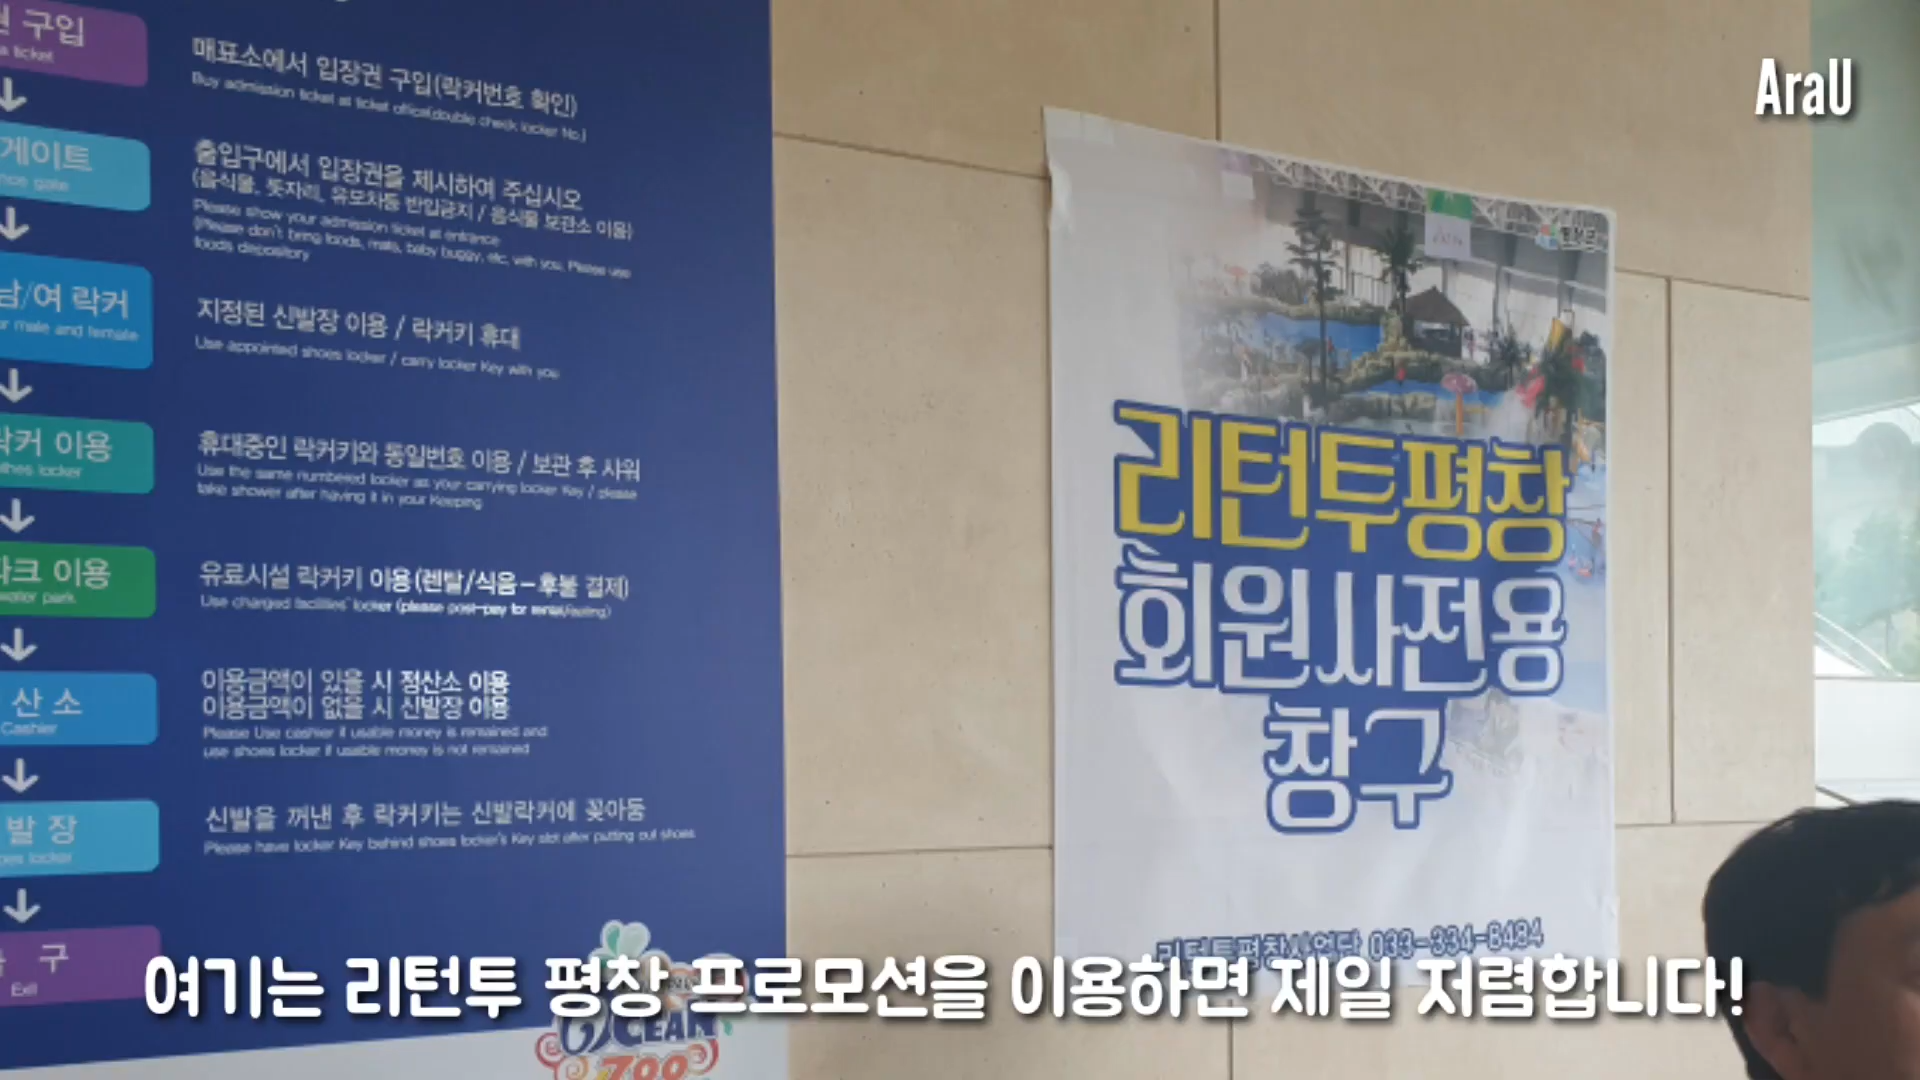 AraU
권 구입
a ticket
매표소에서 입장권 구입(락커번호 확인)
Buy admission ticket at ticket office(double check locker No.)
게이트
gate
출입구에서 입장권을 제시하여 주십시오
(음식물, 돗자리, 유모차등 반입금지 / 음식물 보관소 이용)
Please show your admission ticket at entrance
(Please don't bring foods, mats, baby buggy, etc. with you. Please use
foods depository
남/여 락커
for male and female
지정된 신발장 이용 / 락커키 휴대
Use appointed shoes locker / carry locker Key with you
락커 이용
locker
휴대중인 락커키와 동일번호 이용 / 보관 후 샤워
Use the same numbered locker as your carrying locker Key / please
take shower after having it in your Keeping
파크 이용
water park
유료시설 락커키 이용(렌탈/식음-후불 결제)
Use charged facilities' locker (please post-pay for rental/eating)
산 소
Cashier
이용금액이 있을 시 정산소 이용
이용금액이 없을 시 신발장 이용
Please Use cashier if usable money is remained and
use shoes locker if usable money is not remained
발 장
locker
신발을 꺼낸 후 락커키는 신발락커에 꽂아둠
Please have locker Key behind shoes locker's Key slot after putting out shoes
구
Exit
OCEAN
700
리턴투평창
회원사전용
창구
리턴투평창사업단 033-334-8484
여기는 리턴투 평창 프로모션을 이용하면 제일 저렴합니다!